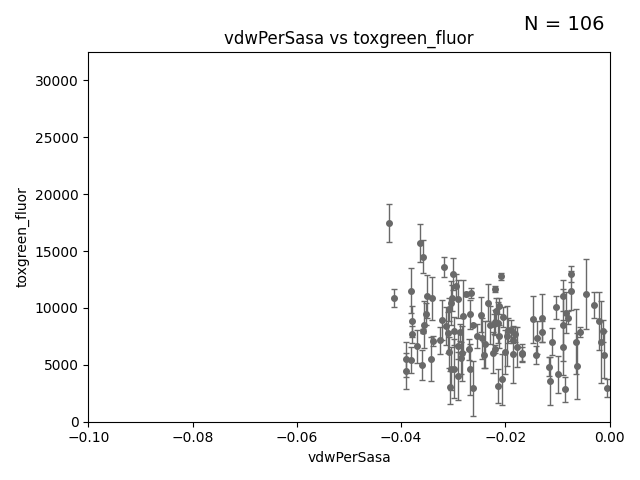 N = 106
vdwPerSasa vs toxgreen_fluor
toxgreen_fluor
30000
25000
20000
15000
10000
5000
0
−0.10 −0.08 −0.06 −0.04 −0.02 0.00
vdwPerSasa